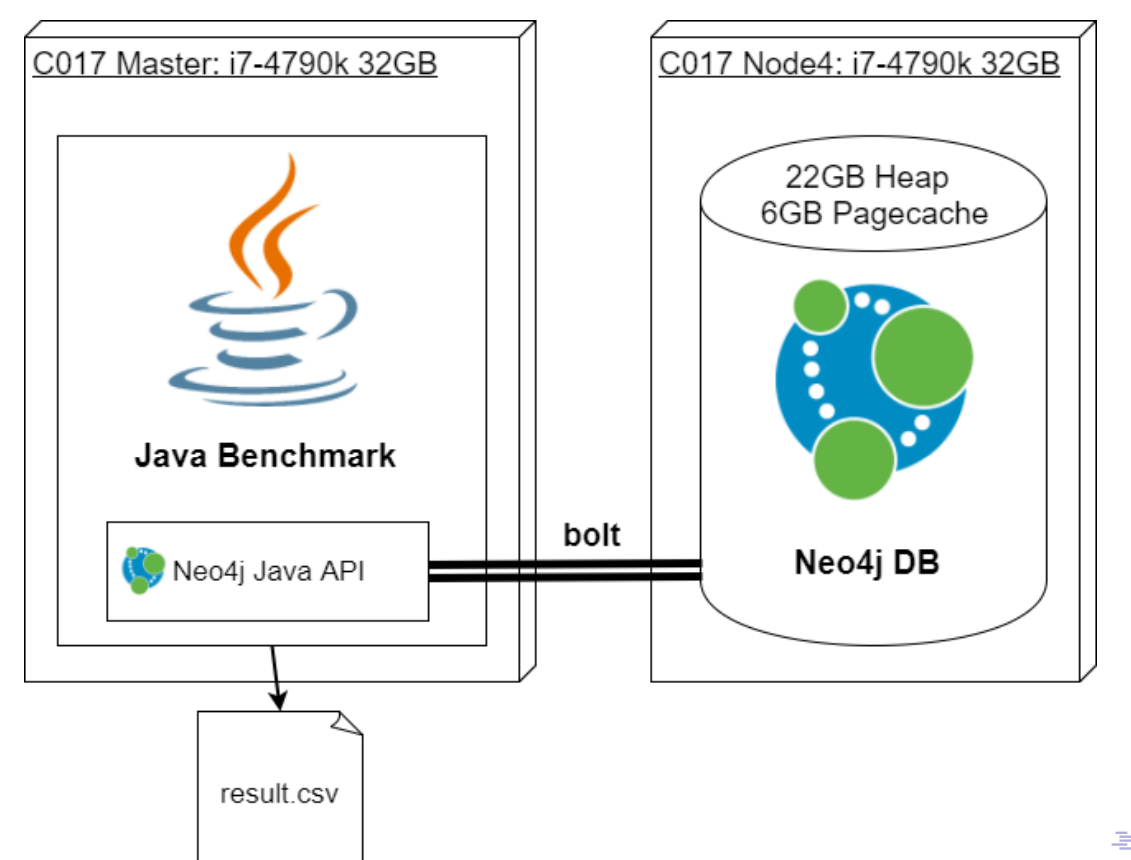 C017 Master: i7-4790k 32GB
Java Benchmark
Neo4j Java API
result.csv
bolt
C017 Node4: i7-4790k 32GB
22GB Heap
6GB Pagecache
Neo4j DB